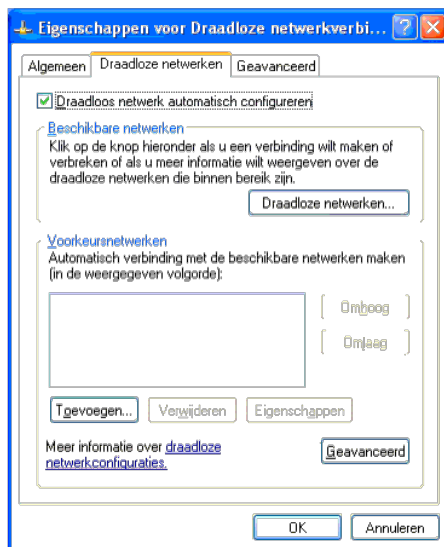 Eigenschappen voor Draadloze netwerkverbi...
Algemeen Draadloze netwerken Geavanceerd
Draadloos netwerk automatisch configureren
Beschikbare netwerken
Klik op de knop hieronder als u een verbinding wilt maken of
verbreken of als u meer informatie wilt weergeven over de
draadloze netwerken die binnen bereik zijn.
Draadloze netwerken...
Voorkeursnetwerken
Automatisch verbinding met de beschikbare netwerken maken
(in de weergegeven volgorde):
Omhoog
Omlaag
Toevoegen... Verwijderen Eigenschappen
Meer informatie over draadloze
netwerkconfiguraties.
Geavanceerd
OK Annuleren